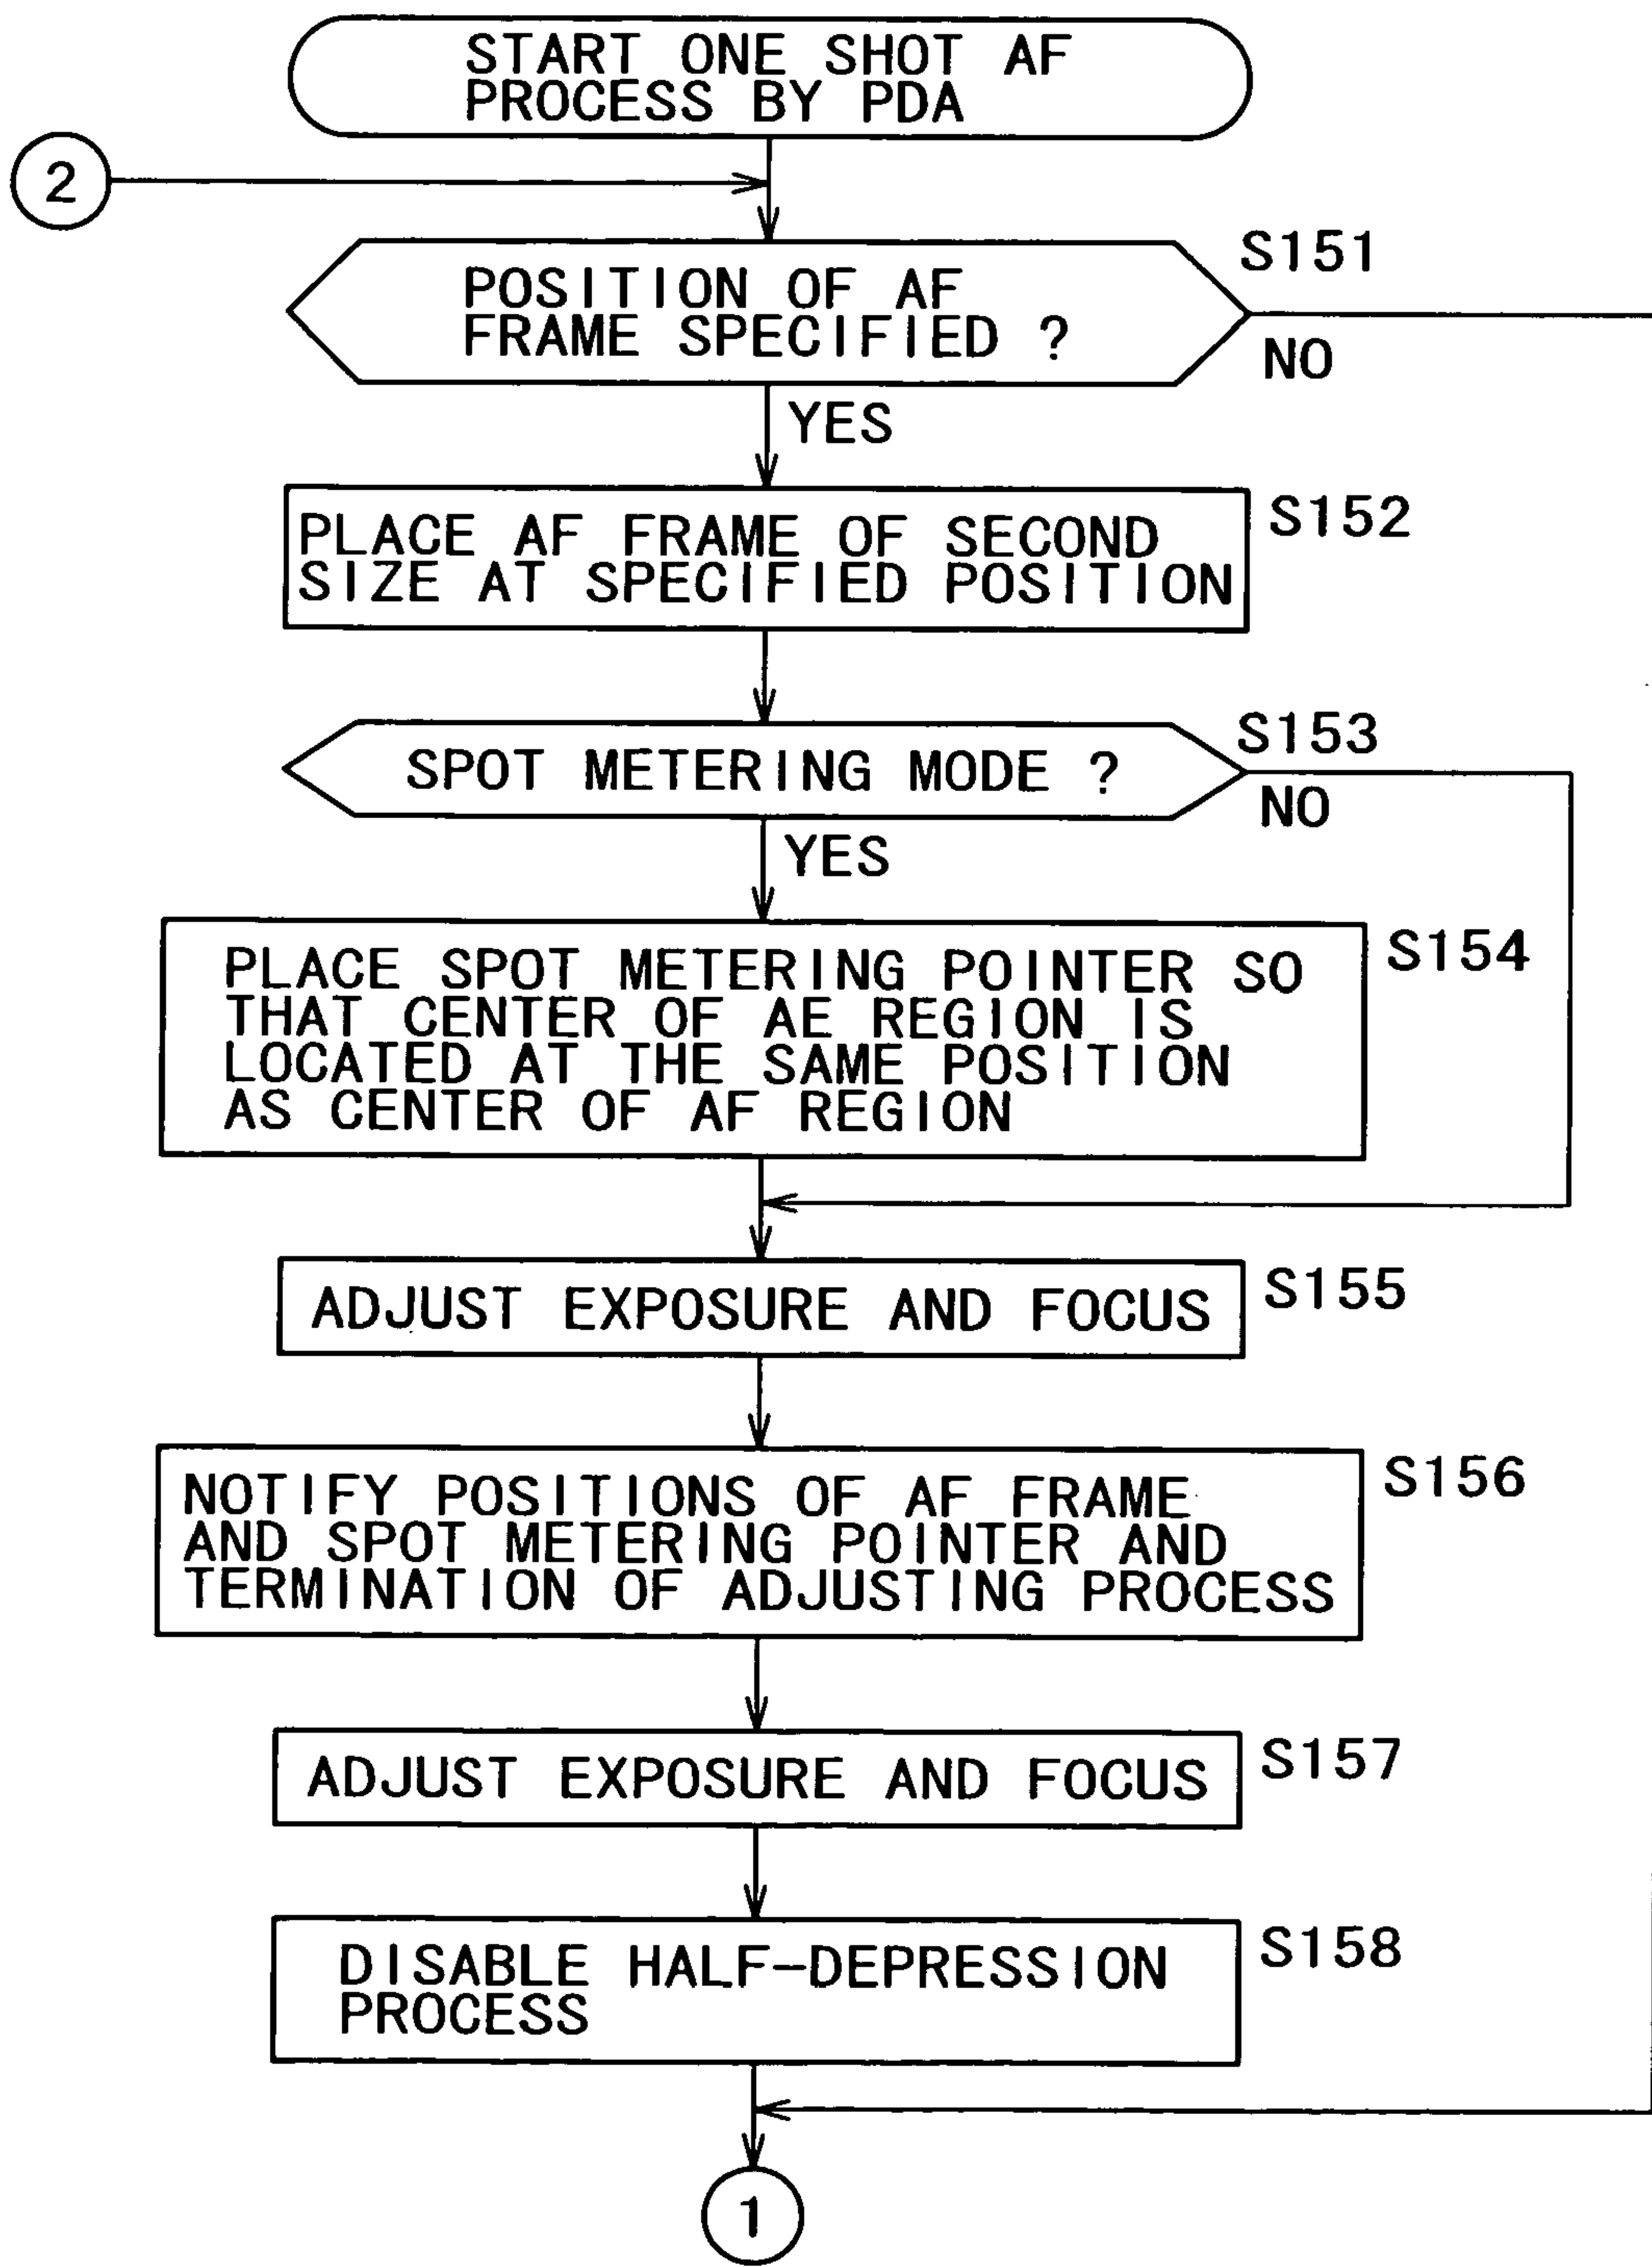 START ONE SHOT AF
PROCESS BY PDA
2
S151
POSITION OF AF
FRAME SPECIFIED ?
NO
YES
S152
PLACE AF FRAME OF SECOND
SIZE AT SPECIFIED POSITION
S153
SPOT METERING MODE ?
NO
YES
S154
PLACE SPOT METERING POINTER SO
THAT CENTER OF AE REGION IS
LOCATED AT THE SAME POSITION
AS CENTER OF AF REGION
S155
ADJUST EXPOSURE AND FOCUS
S156
NOTIFY POSITIONS OF AF FRAME
AND SPOT METERING POINTER AND
TERMINATION OF ADJUSTING PROCESS
S157
ADJUST EXPOSURE AND FOCUS
S158
DISABLE HALF-DEPRESSION
PROCESS
1